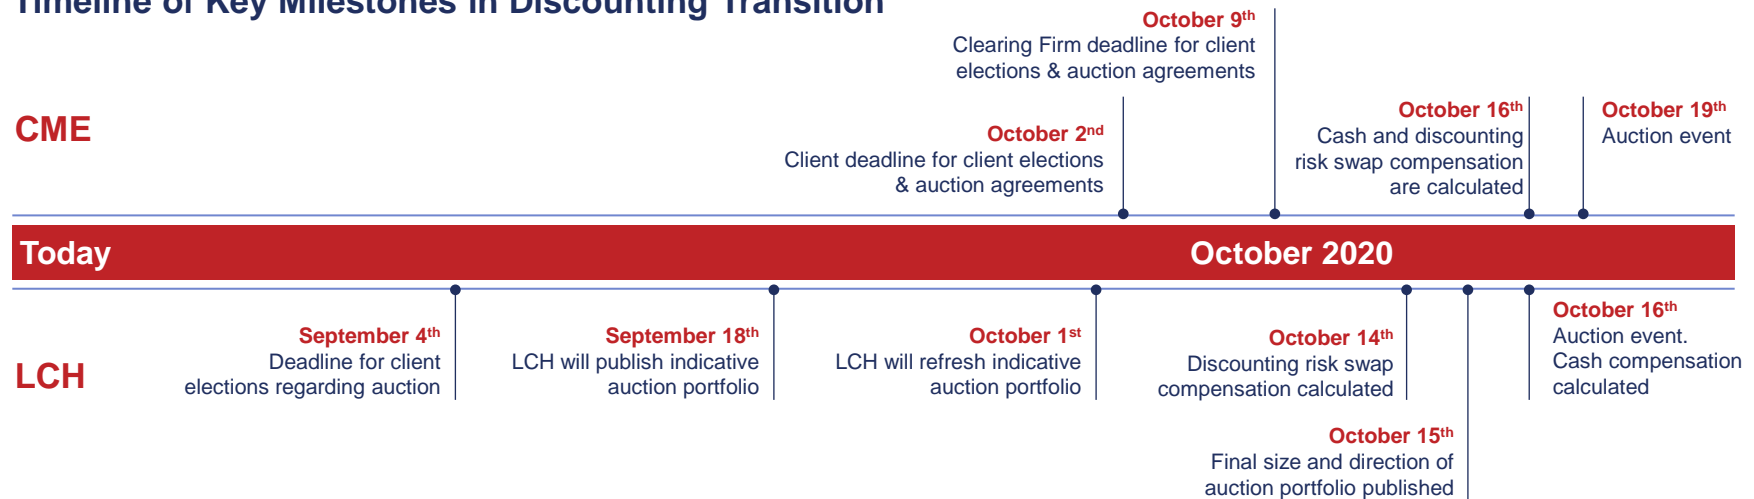 Timeline of Key Milestones in Discounting Transition
October 9th
Clearing Firm deadline for client
elections & auction agreements
CME
October 2nd
Client deadline for client elections
& auction agreements
October 16th
Cash and discounting
risk swap compensation
are calculated
October 19th
Auction event
Today
October 2020
LCH
September 4th
Deadline for client
elections regarding auction
September 18th
LCH will publish indicative
auction portfolio
October 1st
LCH will refresh indicative
auction portfolio
October 14th
Discounting risk swap
compensation calculated
October 15th
Final size and direction of
auction portfolio published
October 16th
Auction event.
Cash compensation
calculated